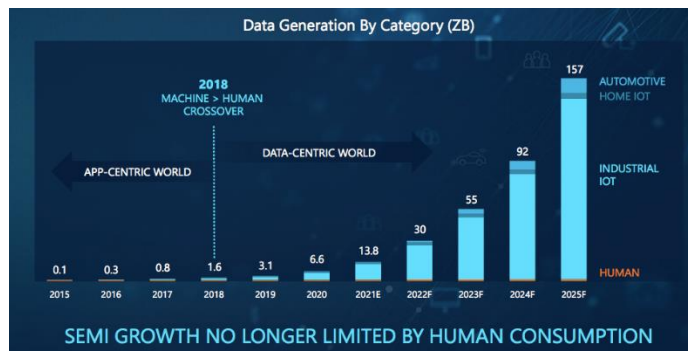 Data Generation By Category (ZB)
2018
MACHINE > HUMAN
CROSSOVER
APP-CENTRIC WORLD
DATA-CENTRIC WORLD
0.1
0.3
0.8
1.6
3.1
6.6
13.8
30
55
92
157
AUTOMOTIVE
HOME IOT
INDUSTRIAL
IOT
HUMAN
2015
2016
2017
2018
2019
2020
2021E
2022F
2023F
2024F
2025F
SEMI GROWTH NO LONGER LIMITED BY HUMAN CONSUMPTION